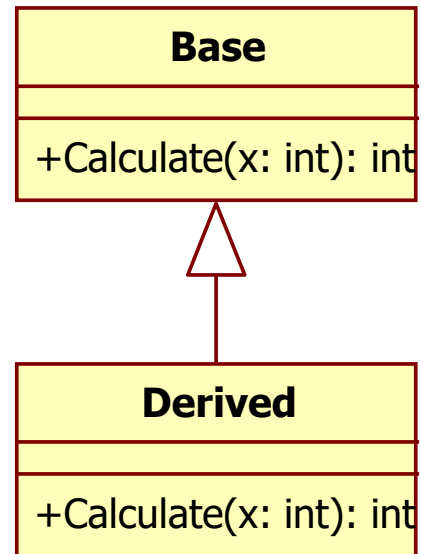 Base
+Calculate(x: int): int
Derived
+Calculate(x: int): int